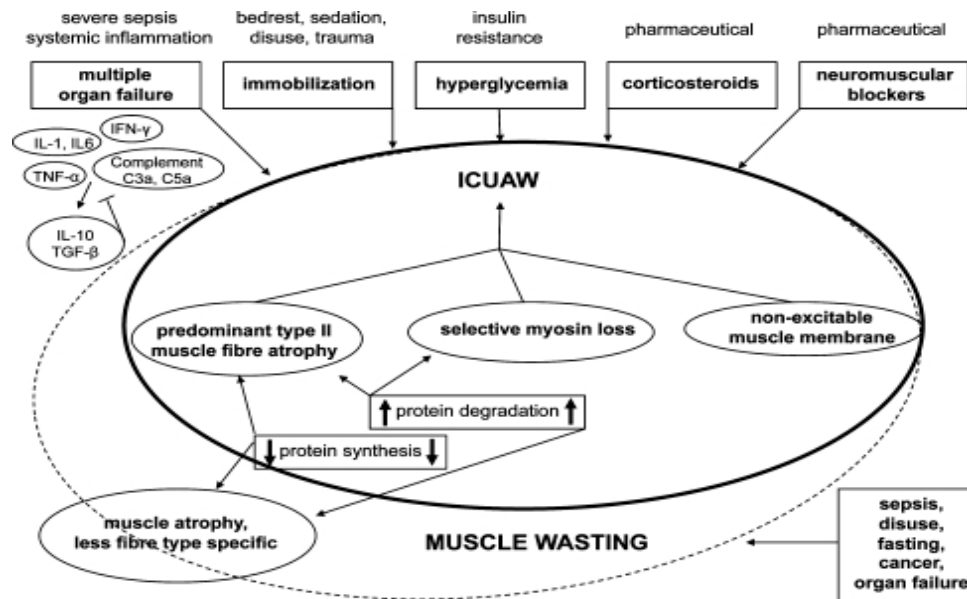 severe sepsis
systemic inflammation
bedrest, sedation,
disuse, trauma
insulin
resistance
pharmaceutical
pharmaceutical
multiple
organ failure
immobilization
hyperglycemia
corticosteroids
neuromuscular
blockers
IFN-γ
IL-1, IL6
Complement
C3a, C5a
TNF-α
IL-10
TGF-β
ICUAW
predominant type II
muscle fibre atrophy
selective myosin loss
non-excitable
muscle membrane
protein degradation
protein synthesis
muscle atrophy,
less fibre type specific
MUSCLE WASTING
sepsis,
disuse,
fasting,
cancer,
organ failure